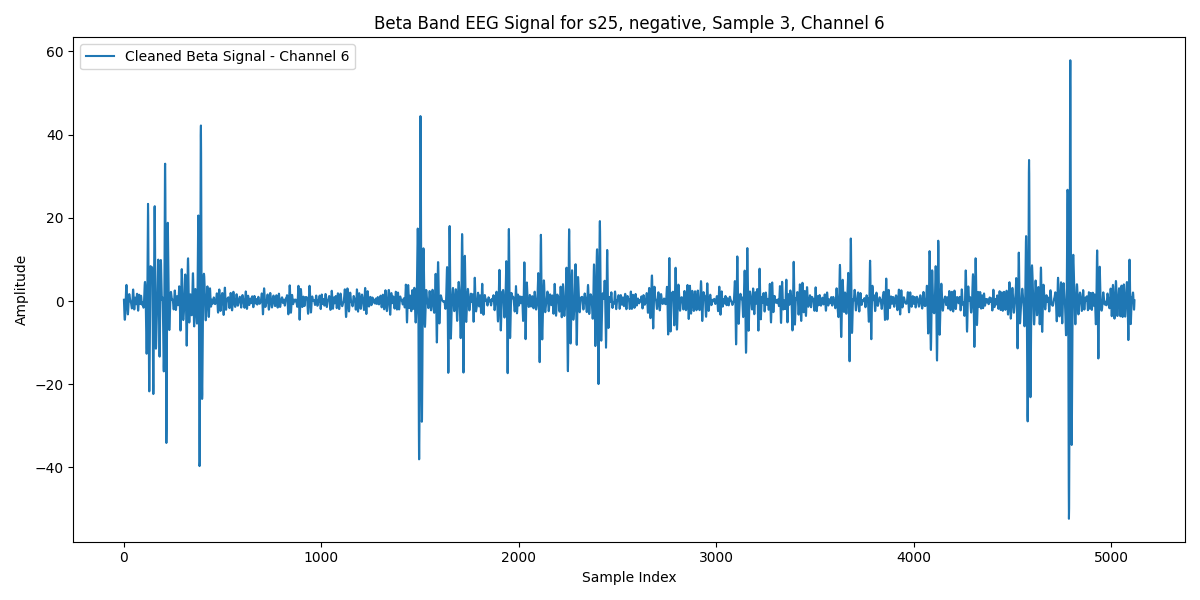 Beta Band EEG Signal for s25, negative, Sample 3, Channel 6
Cleaned Beta Signal - Channel 6
60
40
20
0
−20
−40
Amplitude
0 1000 2000 3000 4000 5000
Sample Index